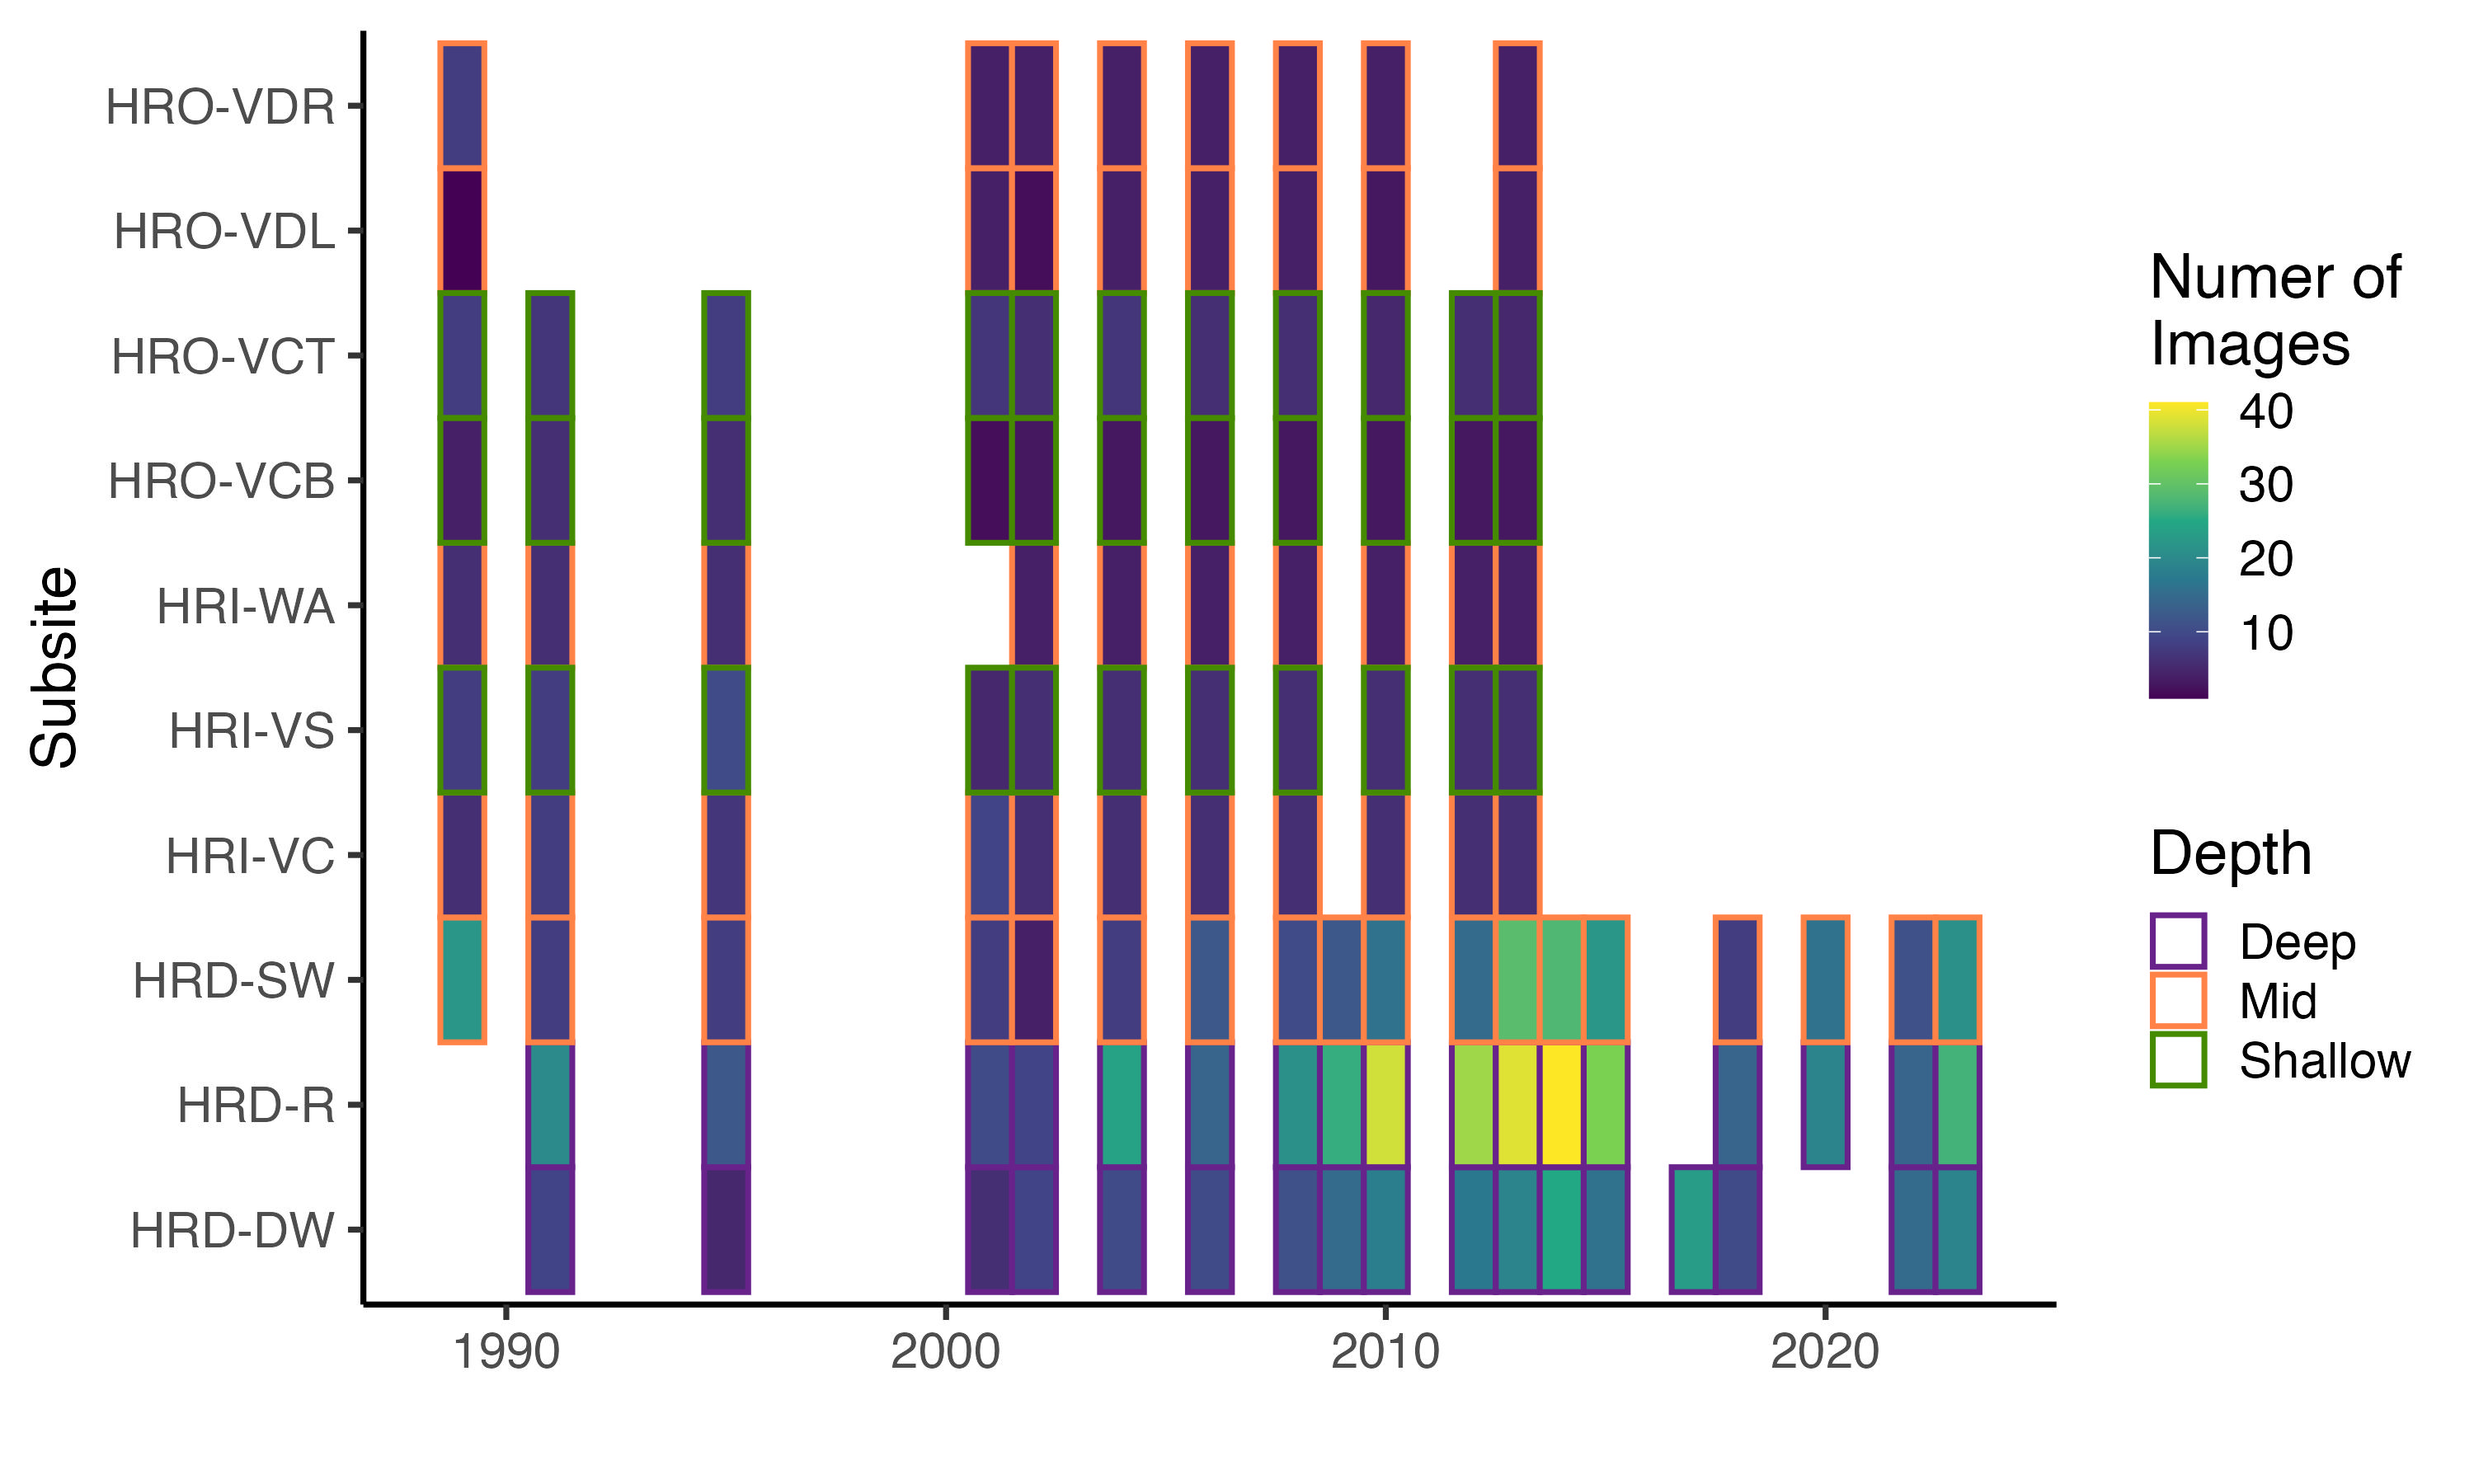 Subsite
HRO-VDR
HRO-VDL
HRO-VCT
HRO-VCB
HRI-WA
HRI-VS
HRI-VC
HRD-SW
HRD-R
HRD-DW
1990 2000 2010 2020
Numer of
Images
40
30
20
10
Depth
Deep
Mid
Shallow